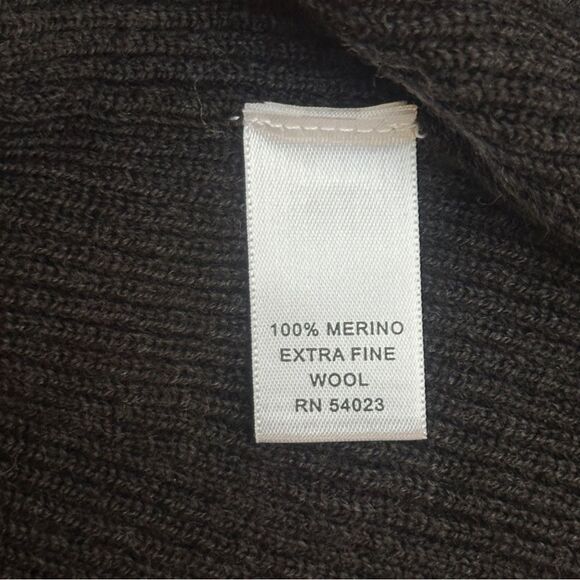 100% MERINO
EXTRA FINE
WOOL
RN 54023